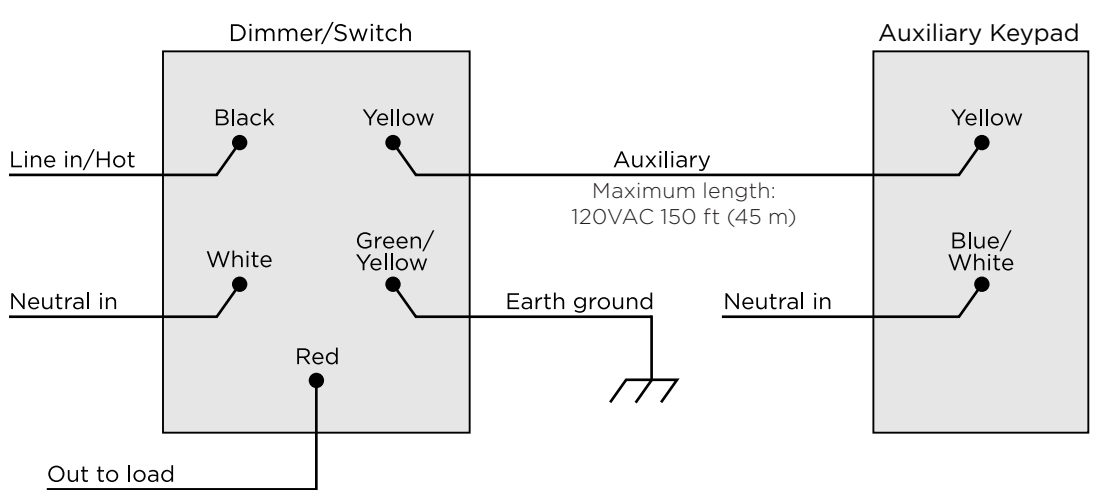 Dimmer/Switch
Auxiliary Keypad
Black
Yellow
Yellow
Line in/Hot
Auxiliary
Maximum length:
120VAC 150 ft (45 m)
White
Green/
Yellow
Blue/
White
Neutral in
Earth ground
Neutral in
Red
Out to load